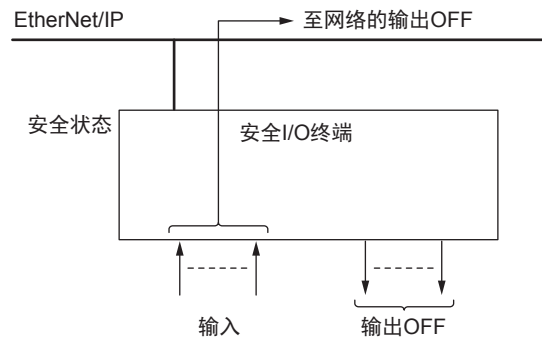 EtherNet/IP
至网络的输出OFF
安全状态
安全I/O终端
输入
输出OFF